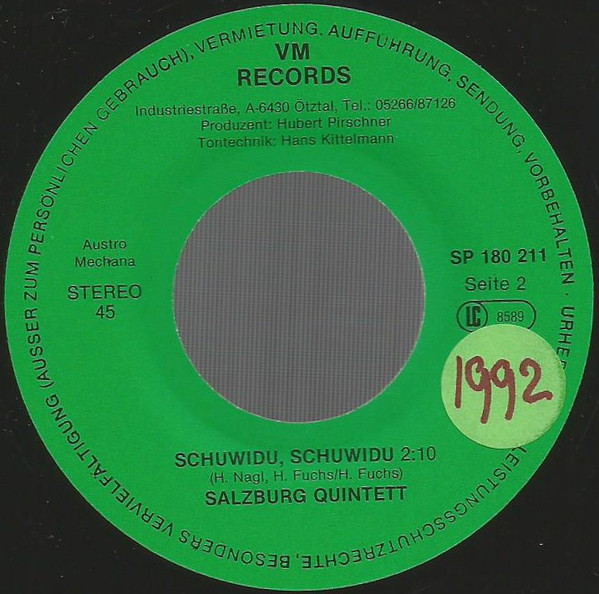 VM
RECORDS
Industriestraße, A-6430 Ötztal, Tel.: 05266/87126
Produzent: Hubert Pirschner
Tontechnik: Hans Kittelmann
Austro
Mechana
STEREO
45
SP 180 211
Seite 2
LC 8589
1992
SCHUWIDU, SCHUWIDU 2:10
(H. Nagl, H. Fuchs/H. Fuchs)
SALZBURG QUINTETT
LEISTUNGSSCHUTZRECHTE, BESONDERS VERVIELFÄLTIGUNG (AUSSER ZUM PERSÖNLICHEN GEBRAUCH), VERMIETUNG, AUFFÜHRUNG, SENDUNG, VORBEHALTEN · URHE